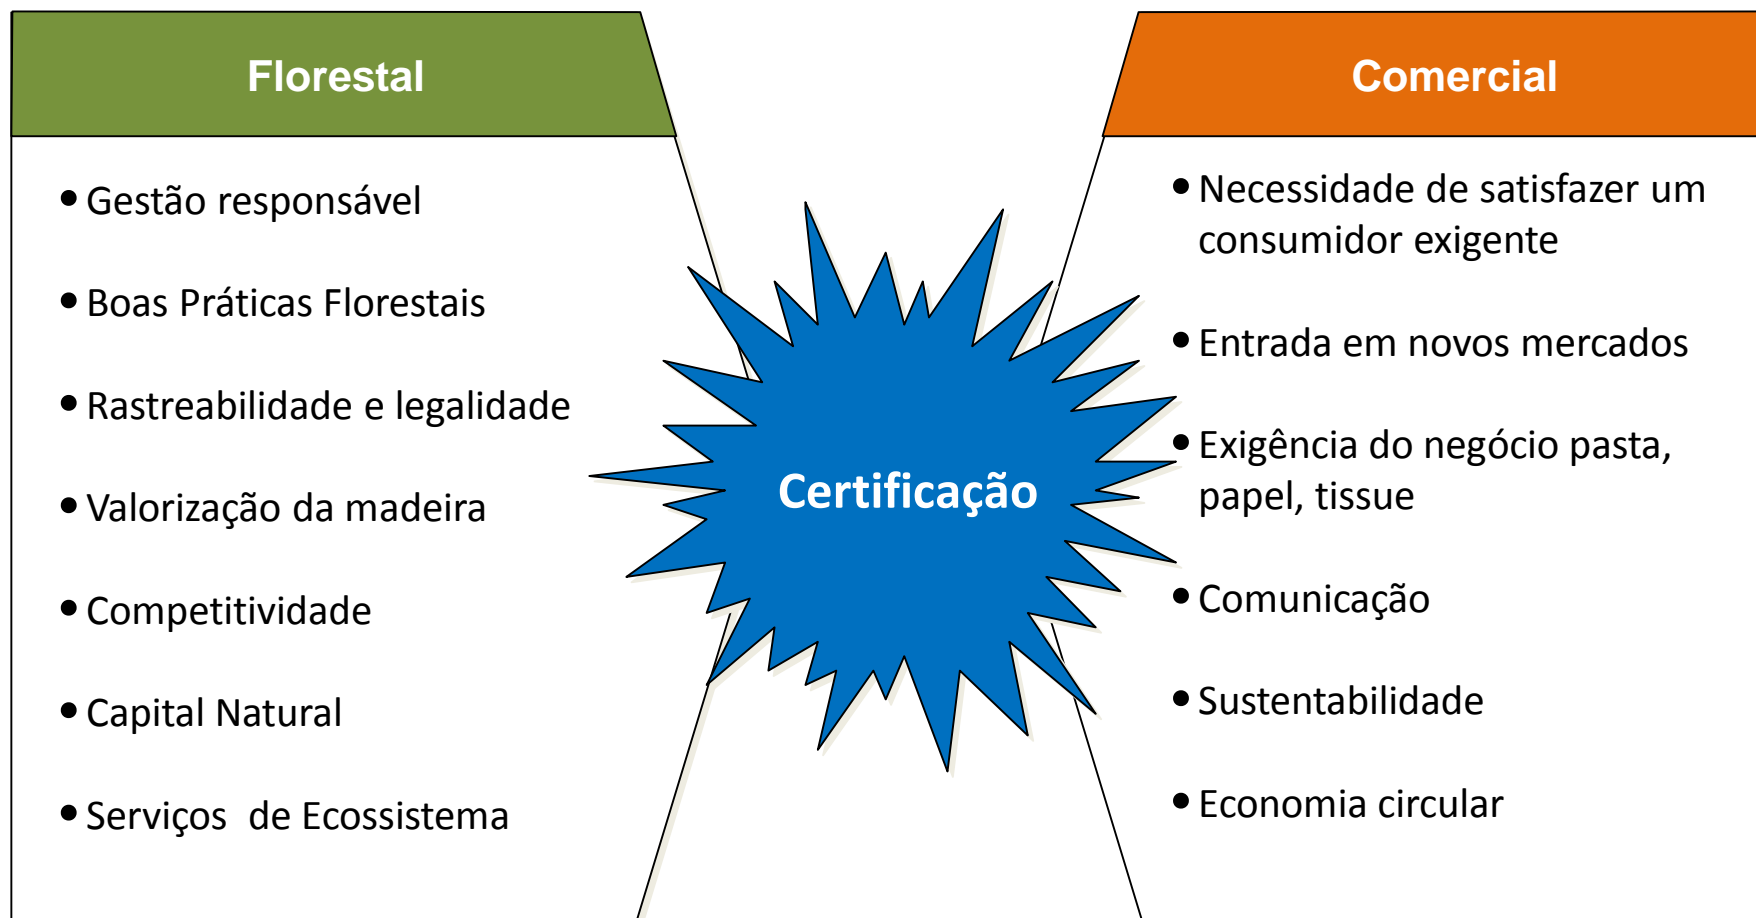 Florestal
• Gestão responsável
• Boas Práticas Florestais
• Rastreabilidade e legalidade
• Valorização da madeira
• Competitividade
• Capital Natural
• Serviços  de Ecossistema
Certificação
Comercial
• Necessidade de satisfazer um
consumidor exigente
• Entrada em novos mercados
• Exigência do negócio pasta,
papel, tissue
• Comunicação
• Sustentabilidade
• Economia circular